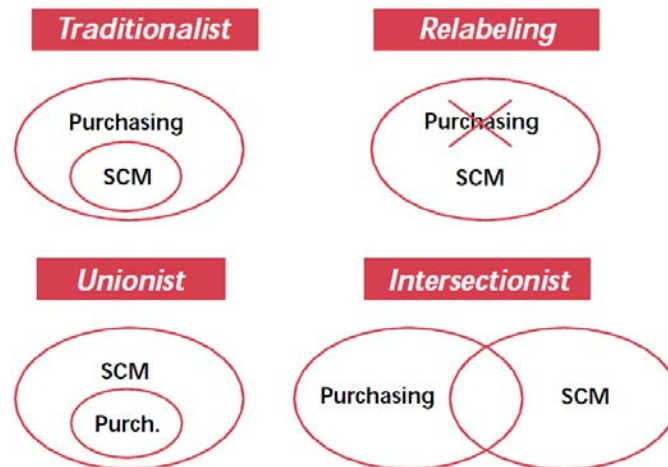 Traditionalist
Relabeling
Purchasing
SCM
Purchasing
SCM
Unionist
Intersectionist
SCM
Purch.
Purchasing
SCM